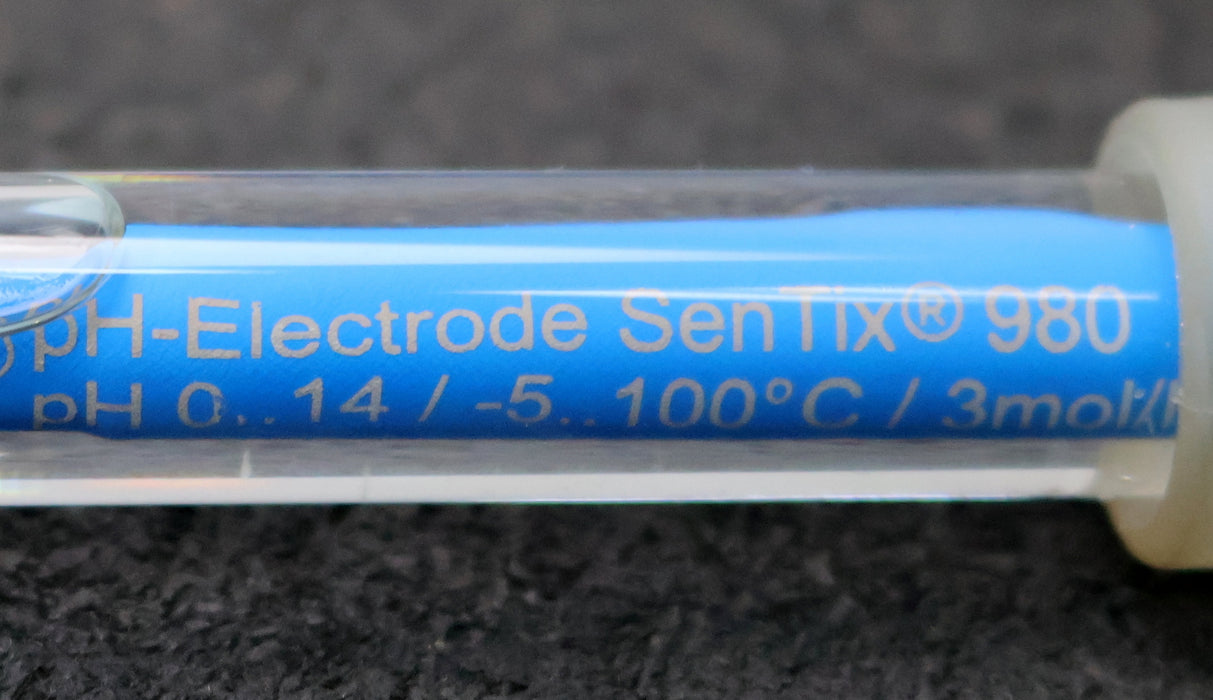 pH-Electrode SenTix® 980
pH 0..14 / -5..100°C / 3mol/l